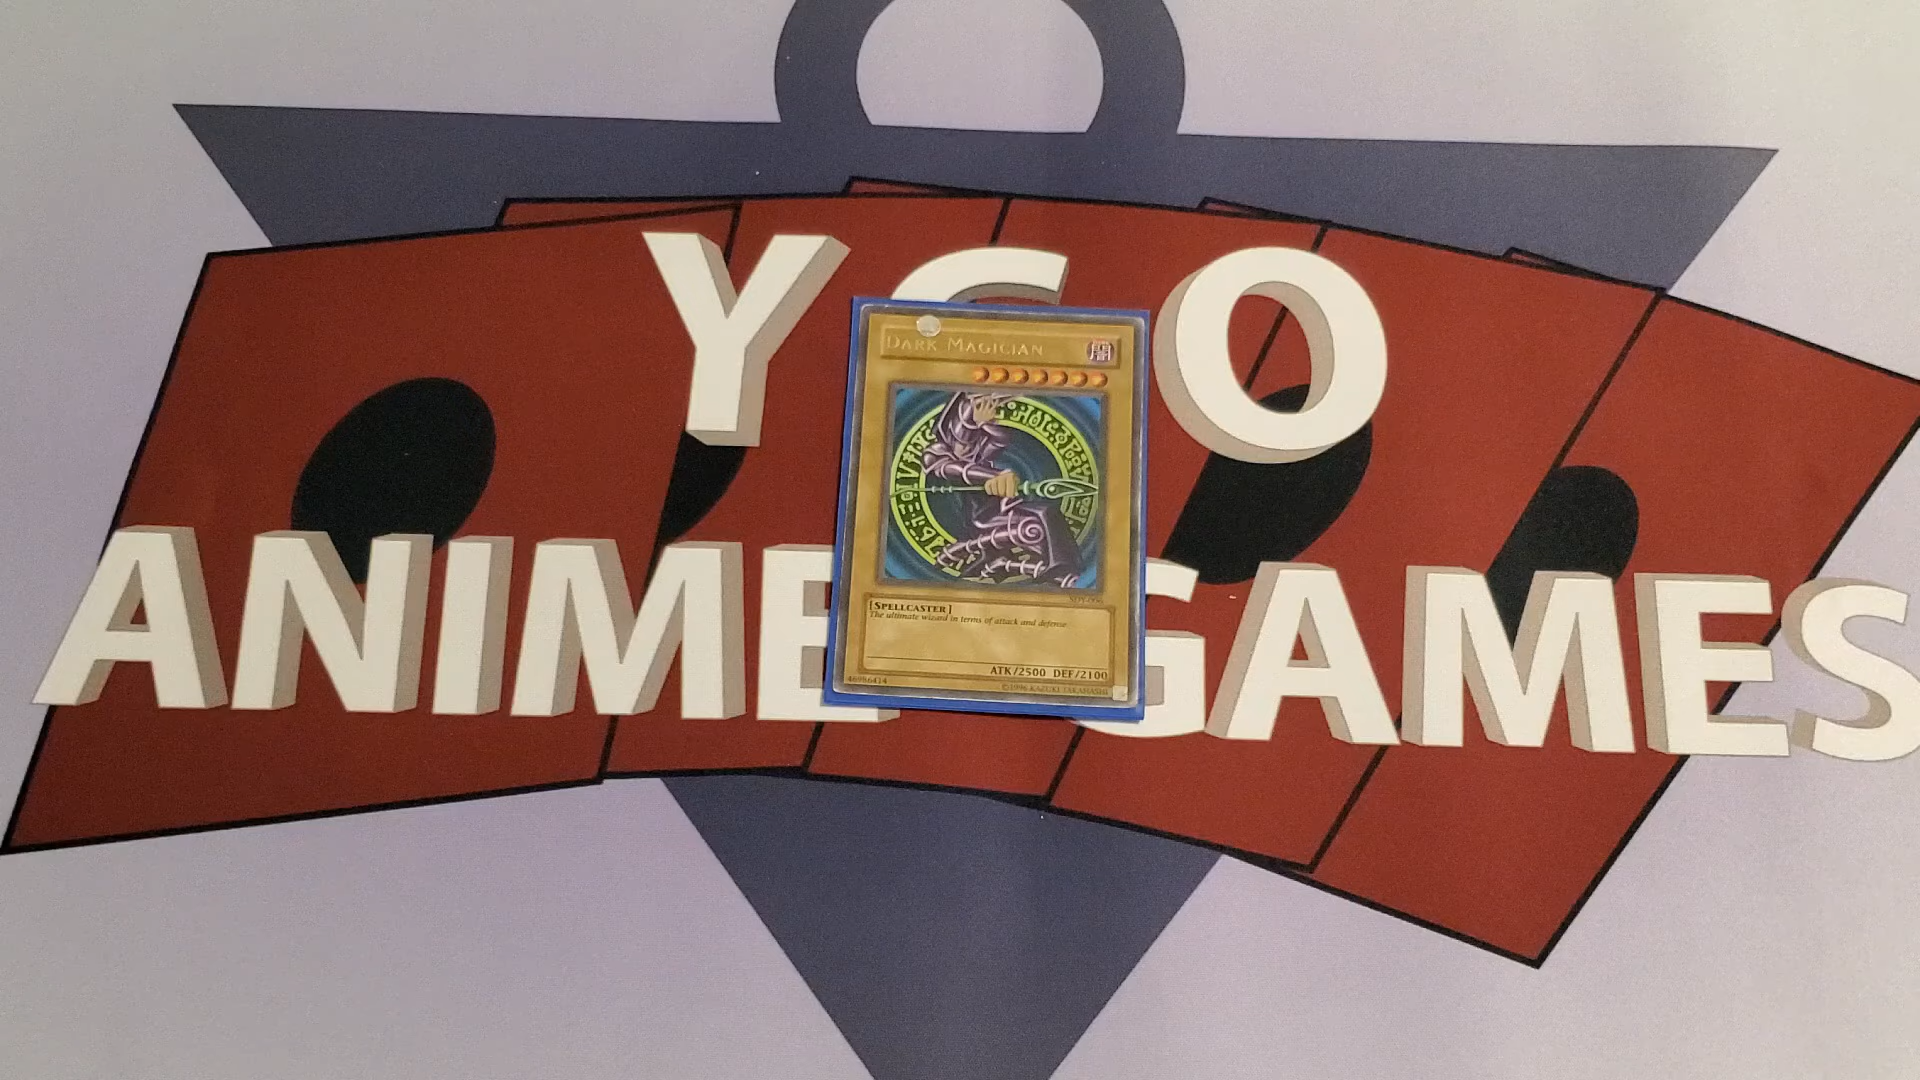 YGO
ANIME GAMES
DARK MAGICIAN
闇
[SPELLCASTER]
The ultimate wizard in terms of attack and defense.
ATK/2500 DEF/2100
46986414
©1996 KAZUKI TAKAHASHI